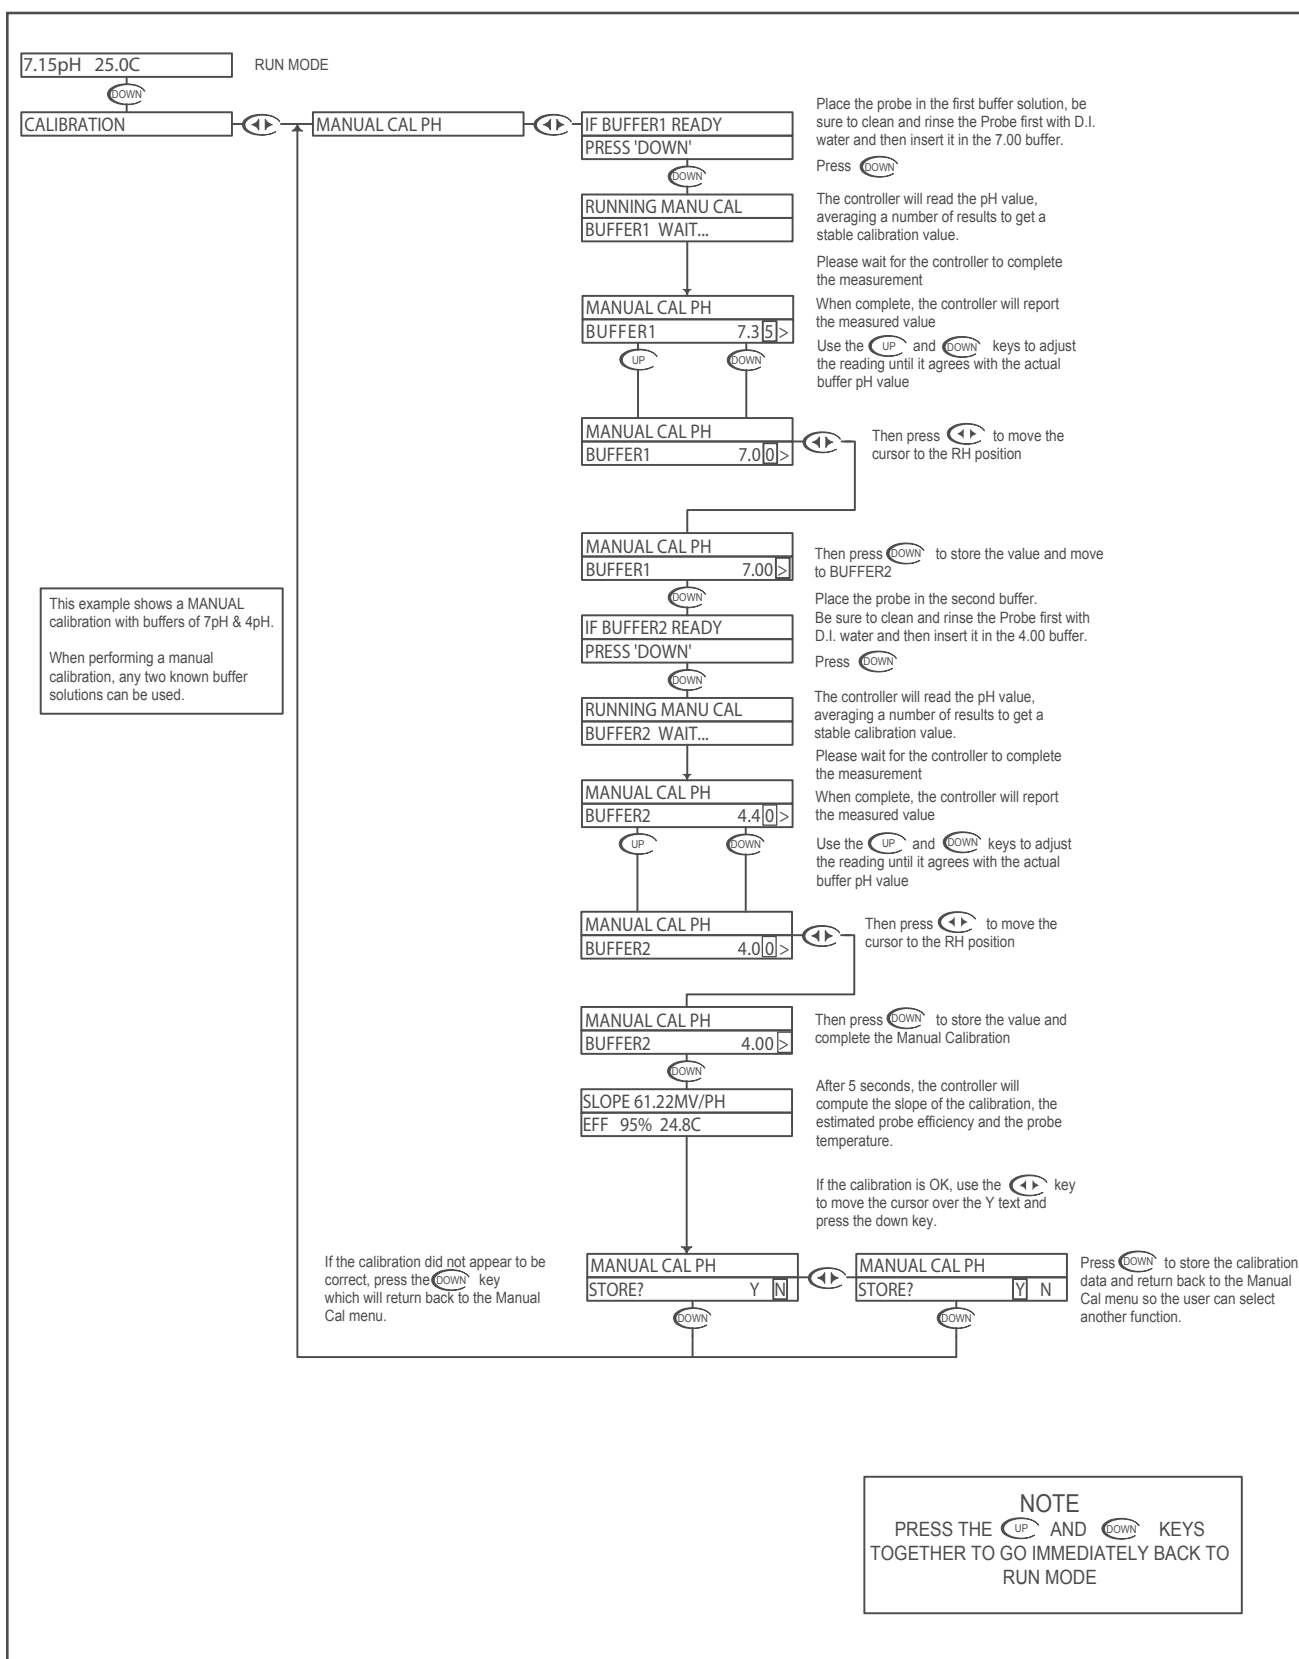 7.15pH 25.0C
RUN MODE
DOWN
CALIBRATION
MANUAL CAL PH
IF BUFFER1 READY
PRESS 'DOWN'
Place the probe in the first buffer solution, be
sure to clean and rinse the Probe first with D.I.
water and then insert it in the 7.00 buffer.
Press DOWN
DOWN
RUNNING MANU CAL
BUFFER1 WAIT...
The controller will read the pH value,
averaging a number of results to get a
stable calibration value.
Please wait for the controller to complete
the measurement
MANUAL CAL PH
BUFFER1 7.35>
When complete, the controller will report
the measured value
UP DOWN
Use the UP and DOWN keys to adjust
the reading until it agrees with the actual
buffer pH value
MANUAL CAL PH
BUFFER1 7.00>
Then press to move the
cursor to the RH position
MANUAL CAL PH
BUFFER1 7.00>
Then press DOWN to store the value and move
to BUFFER2
DOWN
This example shows a MANUAL
calibration with buffers of 7pH & 4pH.
When performing a manual
calibration, any two known buffer
solutions can be used.
IF BUFFER2 READY
PRESS 'DOWN'
Place the probe in the second buffer.
Be sure to clean and rinse the Probe first with
D.I. water and then insert it in the 4.00 buffer.
Press DOWN
DOWN
RUNNING MANU CAL
BUFFER2 WAIT...
The controller will read the pH value,
averaging a number of results to get a
stable calibration value.
Please wait for the controller to complete
the measurement
MANUAL CAL PH
BUFFER2 4.40>
When complete, the controller will report
the measured value
UP DOWN
Use the UP and DOWN keys to adjust
the reading until it agrees with the actual
buffer pH value
MANUAL CAL PH
BUFFER2 4.00>
Then press to move the
cursor to the RH position
MANUAL CAL PH
BUFFER2 4.00>
Then press DOWN to store the value and
complete the Manual Calibration
DOWN
SLOPE 61.22MV/PH
EFF 95% 24.8C
After 5 seconds, the controller will
compute the slope of the calibration, the
estimated probe efficiency and the probe
temperature.
If the calibration is OK, use the key
to move the cursor over the Y text and
press the down key.
If the calibration did not appear to be
correct, press the DOWN key
which will return back to the Manual
Cal menu.
MANUAL CAL PH
STORE? Y N
DOWN
MANUAL CAL PH
STORE? Y N
DOWN
Press DOWN to store the calibration
data and return back to the Manual
Cal menu so the user can select
another function.
NOTE
PRESS THE UP AND DOWN KEYS
TOGETHER TO GO IMMEDIATELY BACK TO
RUN MODE